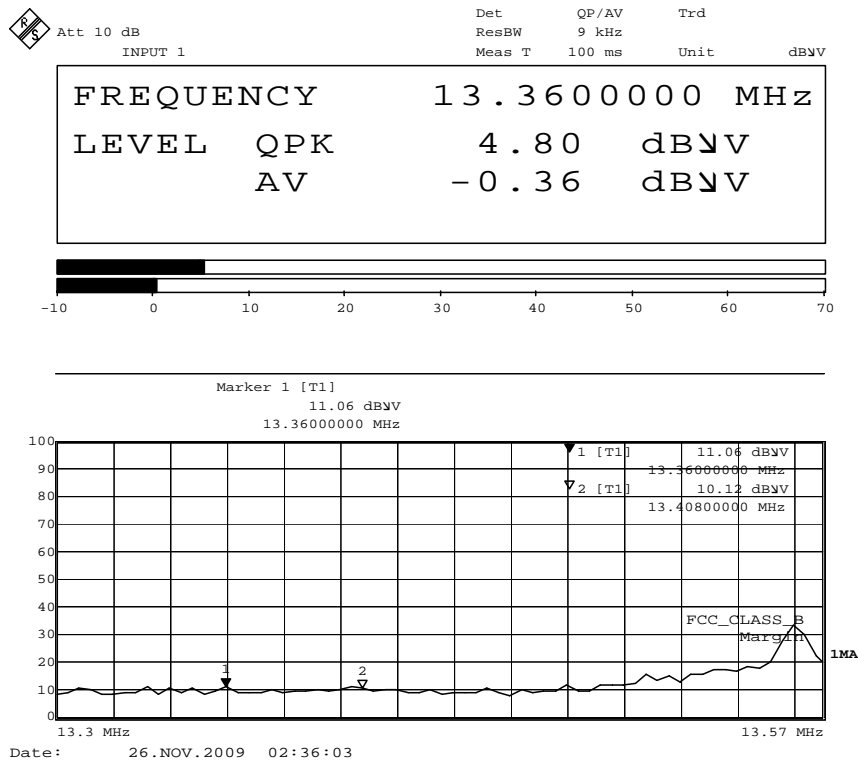 Det QP/AV Trd
Att 10 dB ResBW 9 kHz
INPUT 1 Meas T 100 ms Unit dBµV
FREQUENCY 13.3600000 MHz
LEVEL QPK 4.80 dBµV
AV -0.36 dBµV
-10 0 10 20 30 40 50 60 70
Marker 1 [T1]
11.06 dBµV
13.36000000 MHz
100
90
80
70
60
50
40
30
20
10
0
1 [T1] 11.06 dBµV
13.36000000 MHz
2 [T1] 10.12 dBµV
13.40800000 MHz
FCC_CLASS_B
Margin
1MA
1
2
13.3 MHz 13.57 MHz
Date: 26.NOV.2009 02:36:03